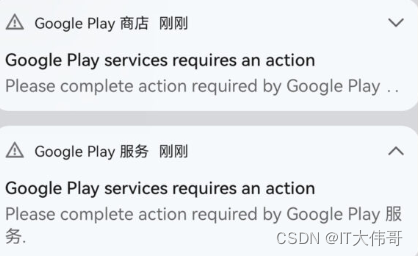 Google Play 商店 刚刚
Google Play services requires an action
Please complete action required by Google Play ..
Google Play 服务 刚刚
Google Play services requires an action
Please complete action required by Google Play 服
务.
CSDN @IT大伟哥